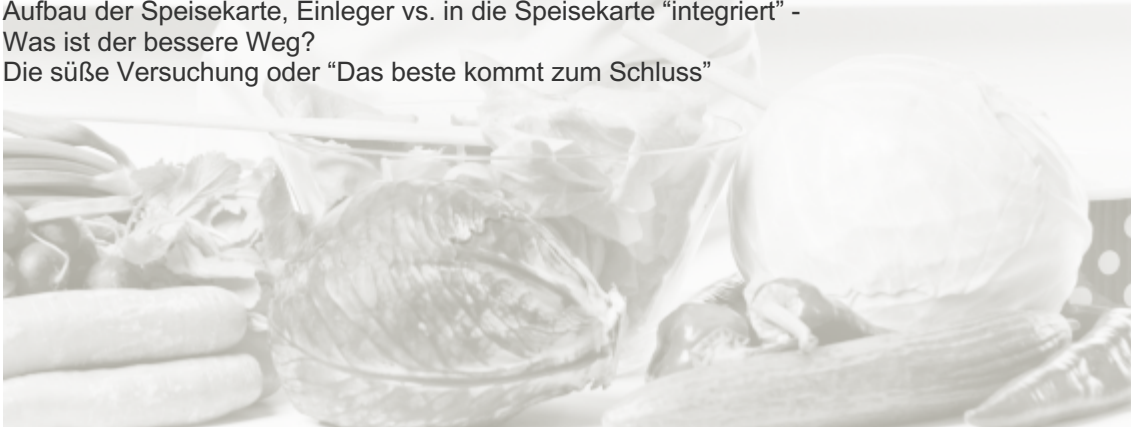 Aufbau der Speisekarte, Einleger vs. in die Speisekarte “integriert” -
Was ist der bessere Weg?
Die süße Versuchung oder “Das beste kommt zum Schluss”